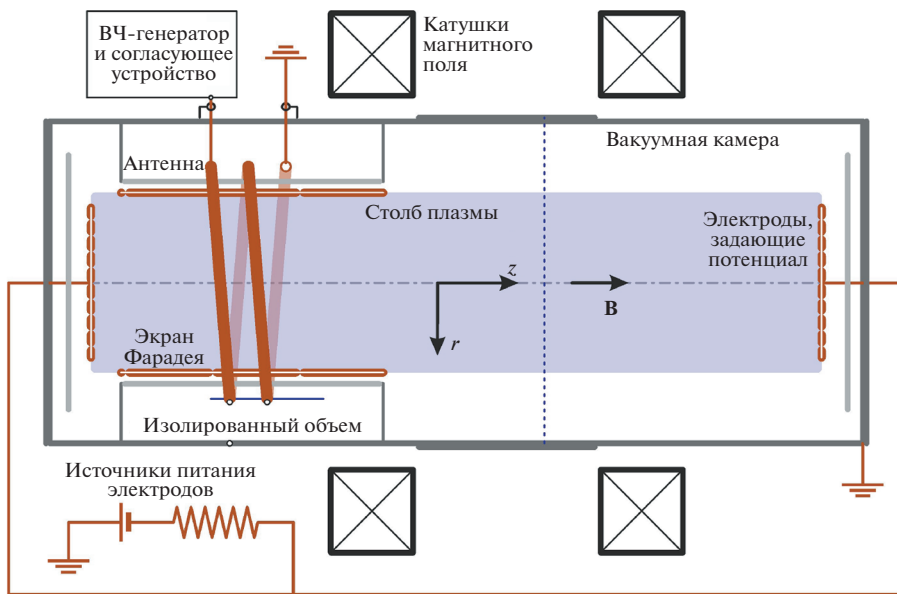 ВЧ-генератор
и согласующее
устройство
Катушки
магнитного
поля
Вакуумная камера
Антенна
Столб плазмы
Электроды,
задающие
потенциал
z
B
r
Экран
Фарадея
Изолированный объем
Источники питания
электродов